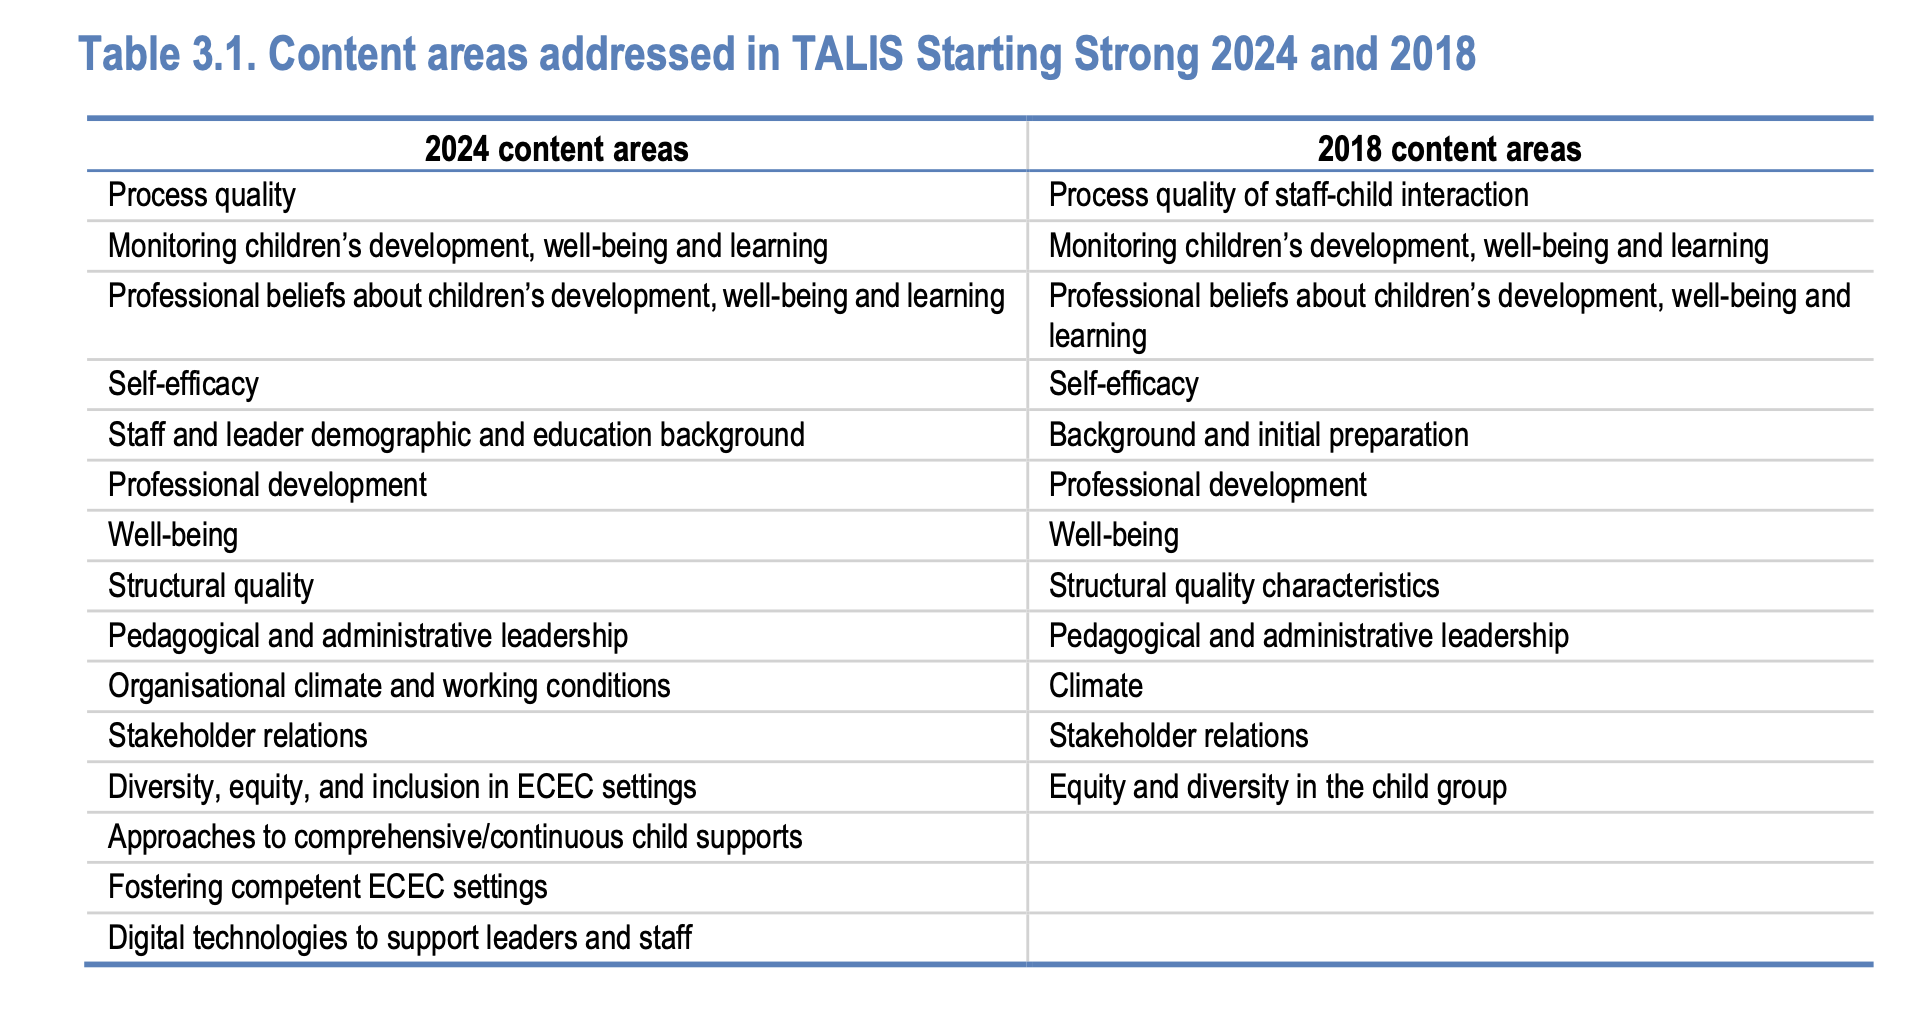 Table 3.1. Content areas addressed in TALIS Starting Strong 2024 and 2018
2024 content areas
2018 content areas
Process quality
Process quality of staff-child interaction
Monitoring children’s development, well-being and learning
Monitoring children’s development, well-being and learning
Professional beliefs about children’s development, well-being and learning
Professional beliefs about children’s development, well-being and
learning
Self-efficacy
Self-efficacy
Staff and leader demographic and education background
Background and initial preparation
Professional development
Professional development
Well-being
Well-being
Structural quality
Structural quality characteristics
Pedagogical and administrative leadership
Pedagogical and administrative leadership
Organisational climate and working conditions
Climate
Stakeholder relations
Stakeholder relations
Diversity, equity, and inclusion in ECEC settings
Equity and diversity in the child group
Approaches to comprehensive/continuous child supports
Fostering competent ECEC settings
Digital technologies to support leaders and staff